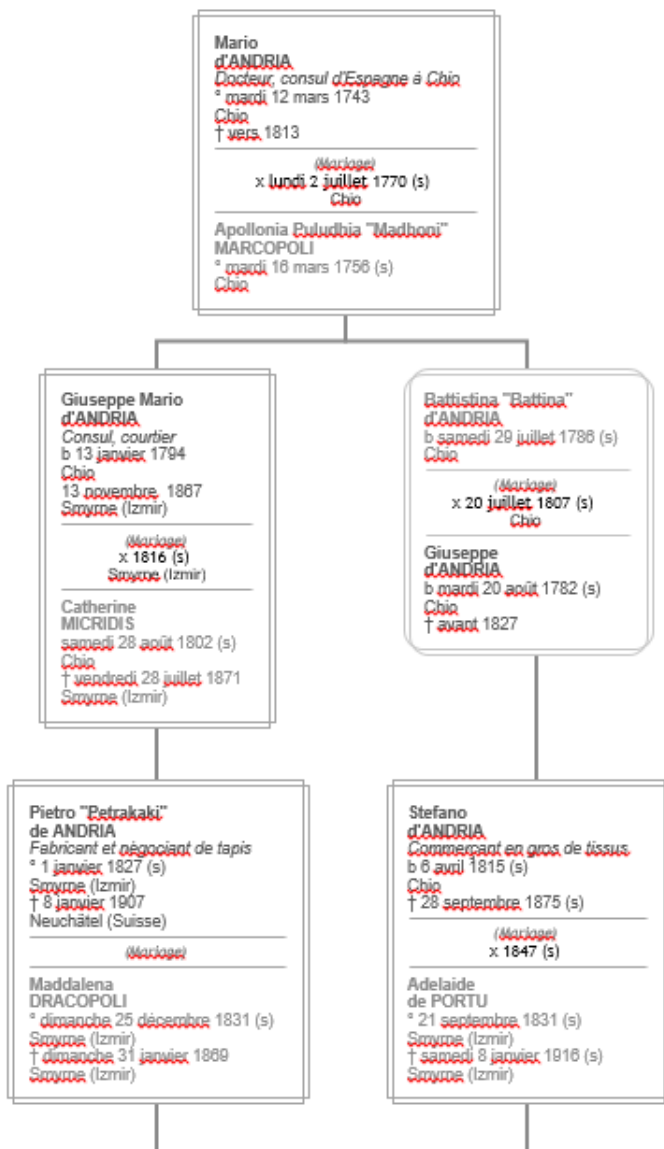 Mario
d'ANDRIA
Docteur, consul d'Espagne à Chio
° mardi 12 mars 1743
Chio
† vers 1813
(Mariage)
x lundi 2 juillet 1770 (s)
Chio
Apollonia Puludhia "Madhoni"
MARCOPOLI
° mardi 16 mars 1756 (s)
Chio
Giuseppe Mario
d'ANDRIA
Consul, courtier
b 13 janvier 1794
Chio
13 novembre 1867
Smyrne (Izmir)
(Mariage)
x 1816 (s)
Smyrne (Izmir)
Catherine
MICRIDIS
samedi 28 août 1802 (s)
Chio
† vendredi 28 juillet 1871
Smyrne (Izmir)
Battistina "Battina"
d'ANDRIA
b samedi 29 juillet 1786 (s)
Chio
(Mariage)
x 20 juillet 1807 (s)
Chio
Giuseppe
d'ANDRIA
b mardi 20 août 1782 (s)
Chio
† avant 1827
Pietro "Petrakaki"
de ANDRIA
Fabricant et négociant de tapis
° 1 janvier 1827 (s)
Smyrne (Izmir)
† 8 janvier 1907
Neuchâtel (Suisse)
(Mariage)
Maddalena
DRACOPOLI
° dimanche 25 décembre 1831 (s)
Smyrne (Izmir)
† dimanche 31 janvier 1869
Smyrne (Izmir)
Stefano
d'ANDRIA
Commerçant en gros de tissus
b 6 avril 1815 (s)
Chio
† 28 septembre 1875 (s)
(Mariage)
x 1847 (s)
Adelaide
de PORTU
° 21 septembre 1831 (s)
Smyrne (Izmir)
† samedi 8 janvier 1916 (s)
Smyrne (Izmir)